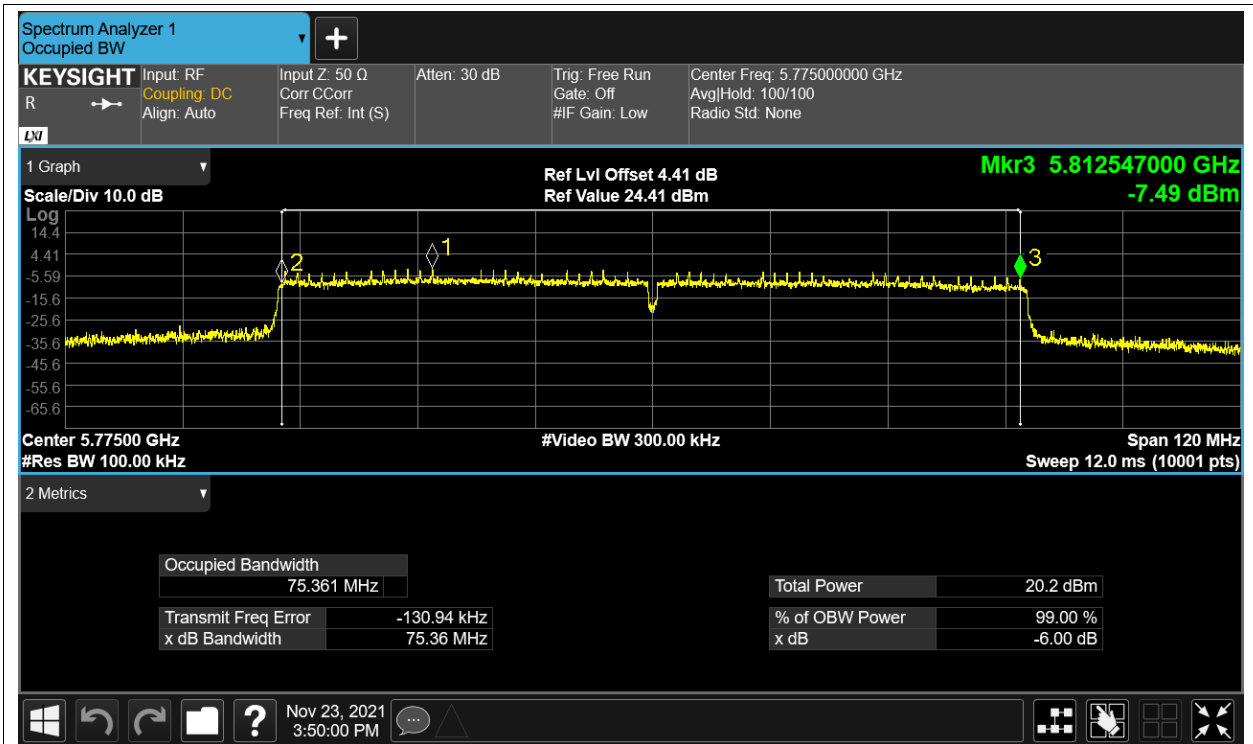 Spectrum Analyzer 1
Occupied BW
KEYSIGHT
R
LXI
Input: RF
Coupling: DC
Align: Auto
Input Z: 50 Ω
Corr CCorr
Freq Ref: Int (S)
Atten: 30 dB
Trig: Free Run
Gate: Off
#IF Gain: Low
Center Freq: 5.775000000 GHz
Avg|Hold: 100/100
Radio Std: None
1 Graph
Scale/Div 10.0 dB
Ref Lvl Offset 4.41 dB
Ref Value 24.41 dBm
Mkr3 5.812547000 GHz
-7.49 dBm
Log
14.4
4.41
-5.59
-15.6
-25.6
-35.6
-45.6
-55.6
-65.6
2
1
3
Center 5.77500 GHz
#Res BW 100.00 kHz
#Video BW 300.00 kHz
Span 120 MHz
Sweep 12.0 ms (10001 pts)
2 Metrics
Occupied Bandwidth
75.361 MHz
Transmit Freq Error -130.94 kHz
x dB Bandwidth 75.36 MHz
Total Power 20.2 dBm
% of OBW Power 99.00 %
x dB -6.00 dB
?
Nov 23, 2021
3:50:00 PM